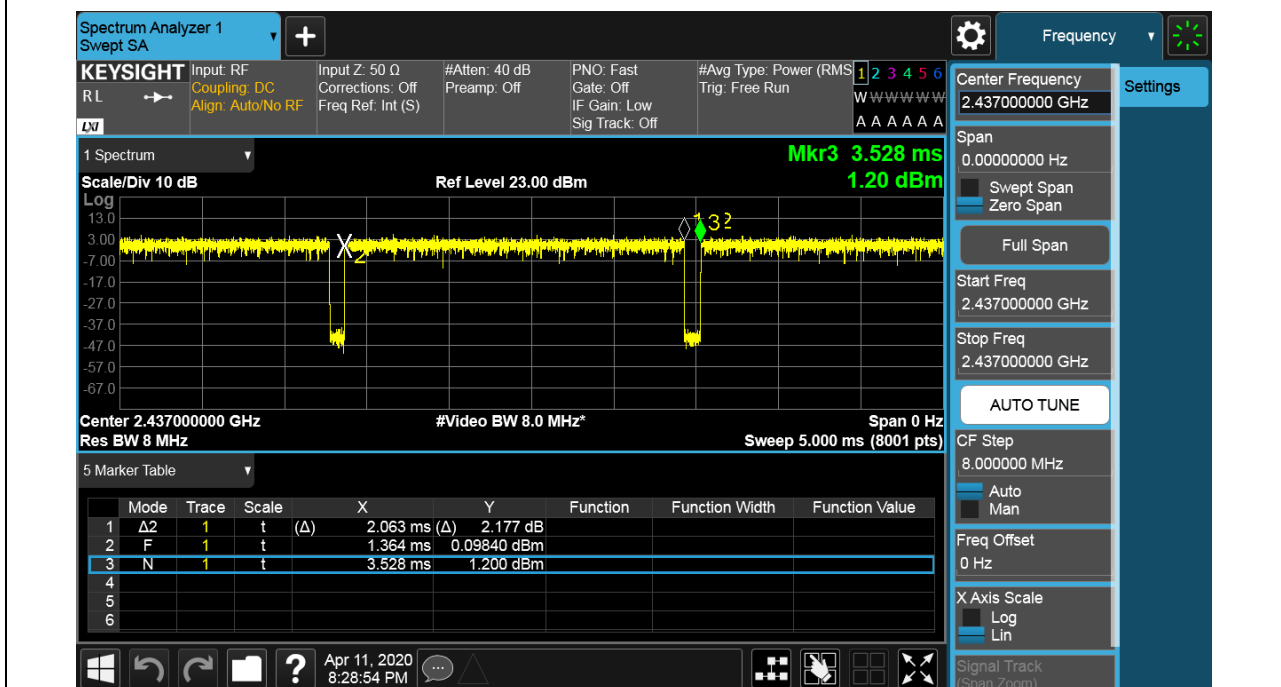 Spectrum Analyzer 1
Swept SA
Frequency
KEYSIGHT
RL
LXI
Input: RF
Coupling: DC
Align: Auto/No RF
Input Z: 50 Ω
Corrections: Off
Freq Ref: Int (S)
#Atten: 40 dB
Preamp: Off
PNO: Fast
Gate: Off
IF Gain: Low
Sig Track: Off
#Avg Type: Power (RMS
Trig: Free Run
1 2 3 4 5 6
W W W W W W
A A A A A A
Center Frequency
2.437000000 GHz
Settings
1 Spectrum
Mkr3 3.528 ms
Scale/Div 10 dB
Ref Level 23.00 dBm
1.20 dBm
Log
13.0
3.00
-7.00
-17.0
-27.0
-37.0
-47.0
-57.0
-67.0
X
2
3
Center 2.437000000 GHz
#Video BW 8.0 MHz*
Span 0 Hz
Res BW 8 MHz
Sweep 5.000 ms (8001 pts)
Span
0.00000000 Hz
Swept Span
Zero Span
Full Span
Start Freq
2.437000000 GHz
Stop Freq
2.437000000 GHz
AUTO TUNE
CF Step
8.000000 MHz
Auto
Man
Freq Offset
0 Hz
X Axis Scale
Log
Lin
Signal Track
(Span Zoom)
5 Marker Table
Mode Trace Scale X Y Function Function Width Function Value
1 Δ2 1 t (Δ) 2.063 ms (Δ) 2.177 dB
2 F 1 t 1.364 ms 0.09840 dBm
3 N 1 t 3.528 ms 1.200 dBm
4
5
6
?
Apr 11, 2020
8:28:54 PM